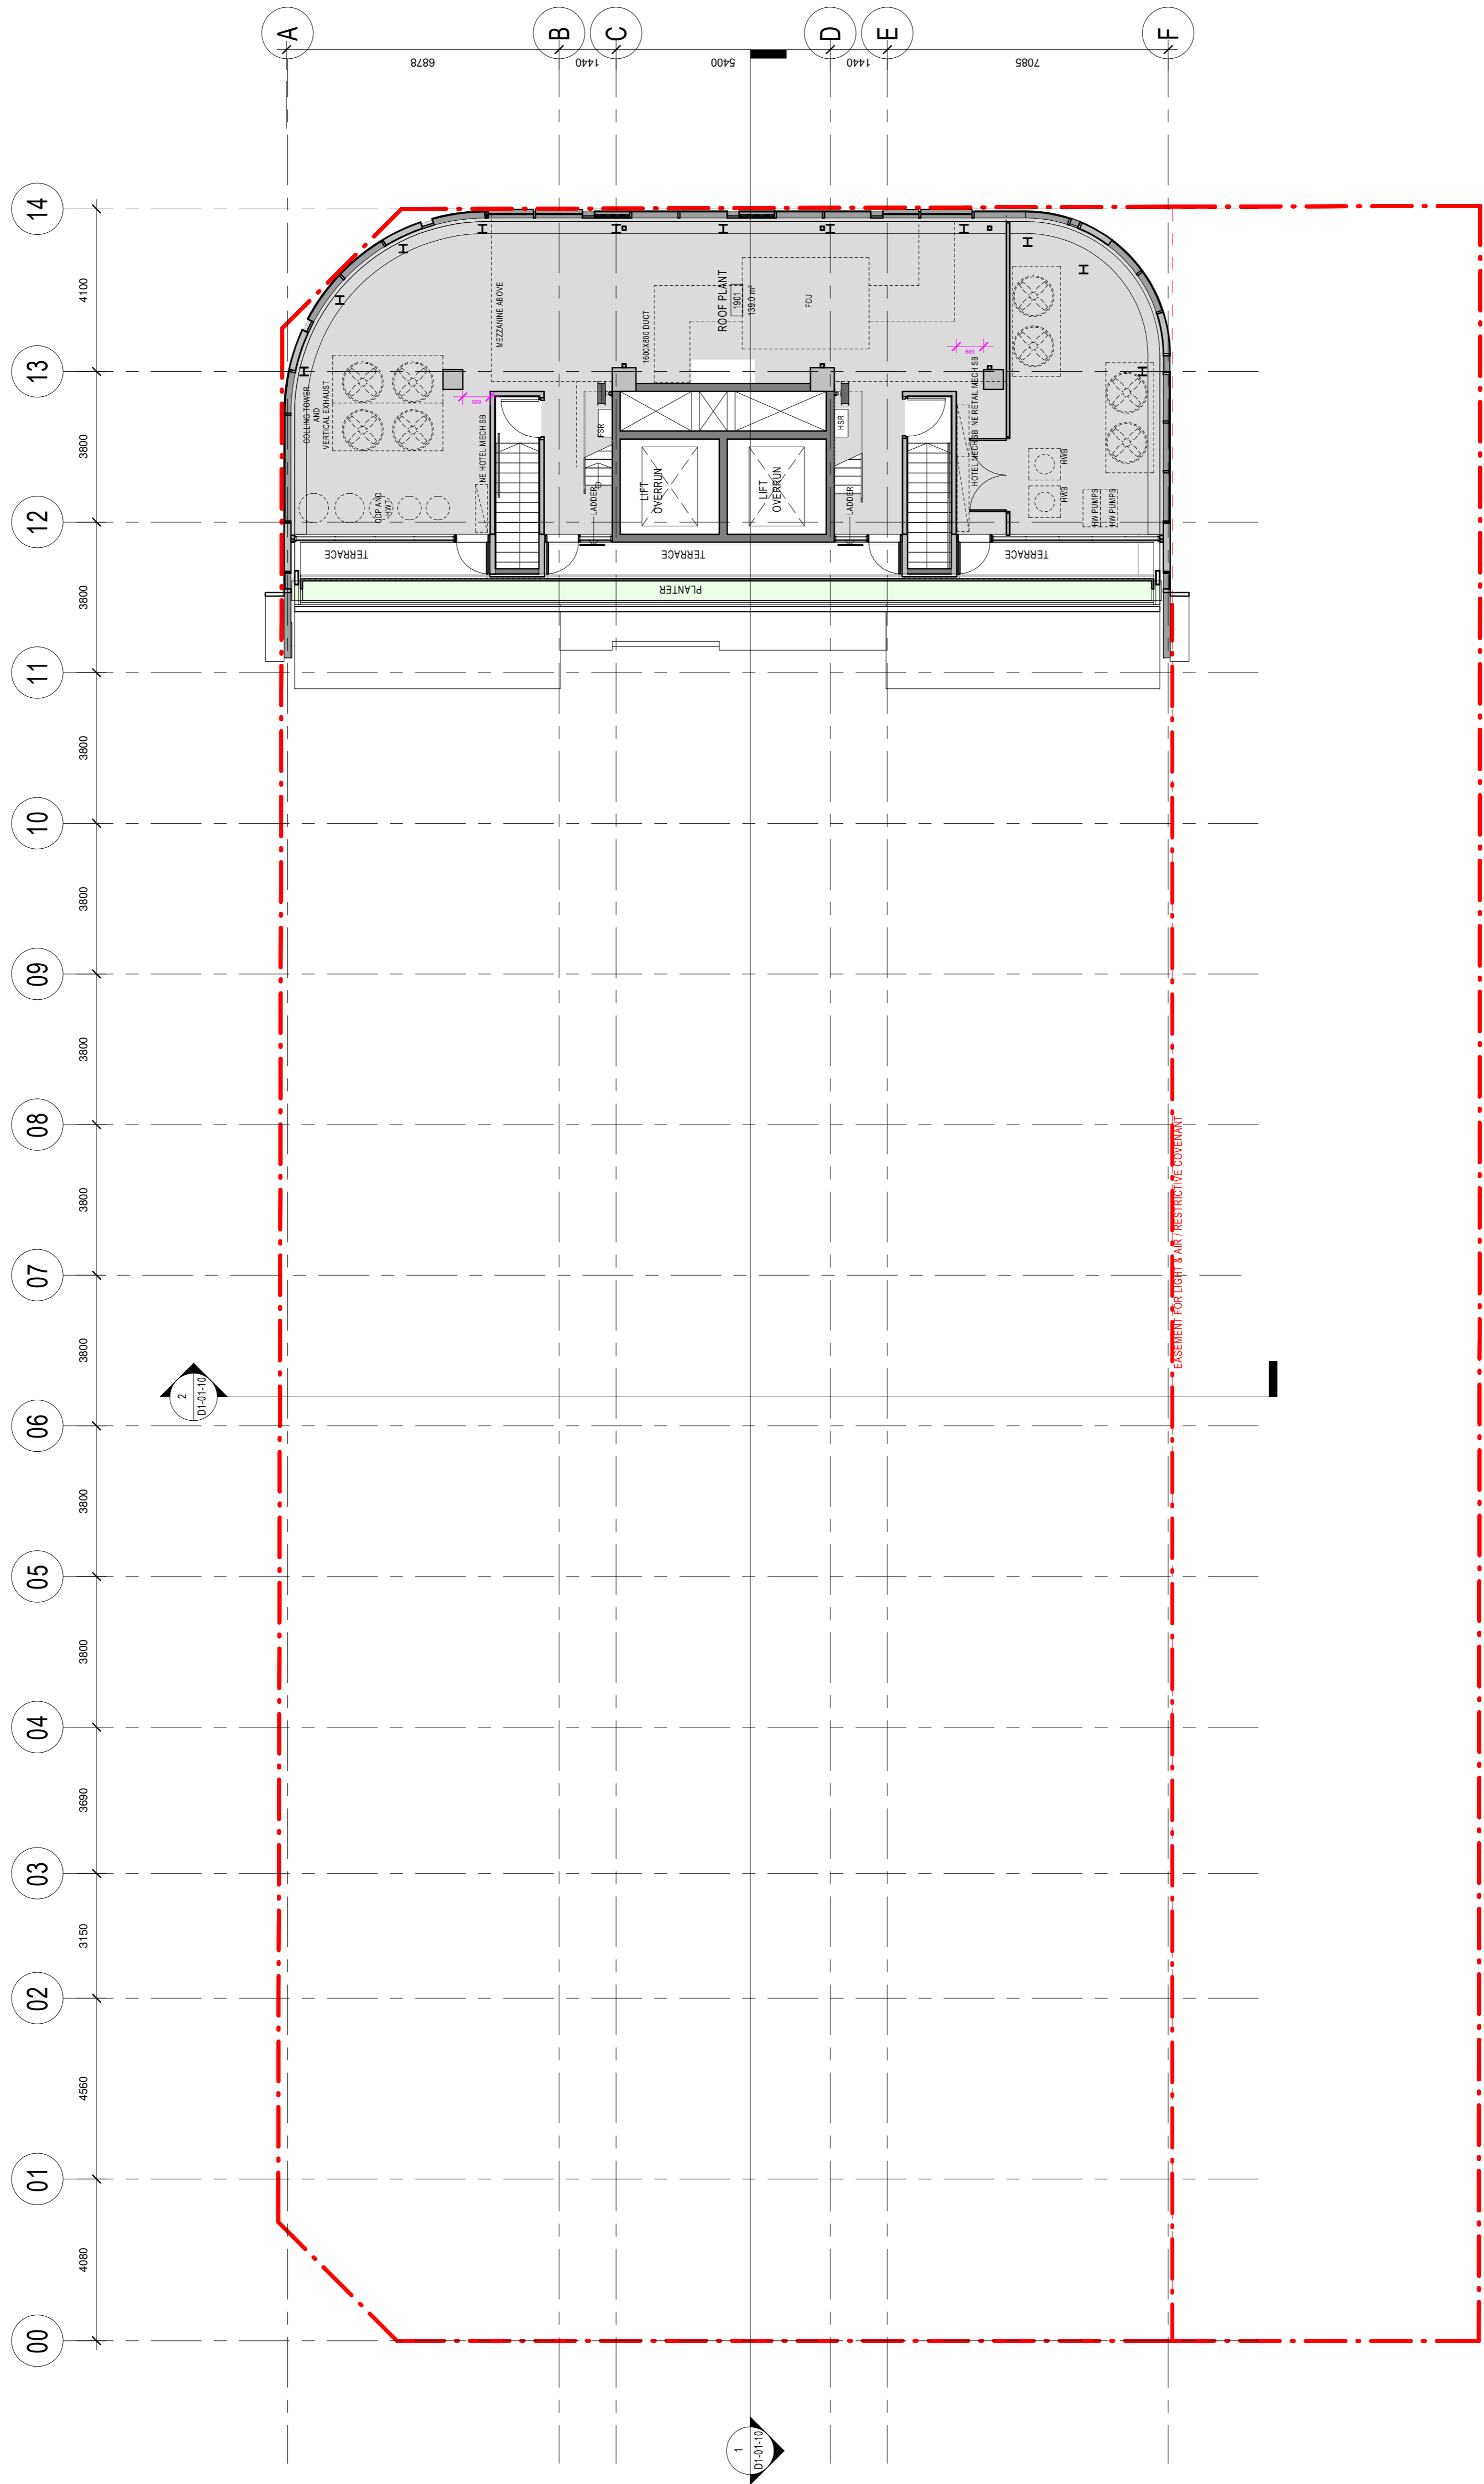 A
B
C
D
E
F
6878
1440
5400
1440
7085
14
4100
13
3800
12
3800
11
3800
10
3800
09
3800
08
3800
07
3800
06
3800
05
3800
04
3690
03
3150
02
4560
01
4080
00
COLLING TOWER
AND
VERTICAL EXHAUST
MEZZANINE ABOVE
1600X800 DUCT
ROOF PLANT
1901
139.0 m²
FCU
CDP AND
HWT
NE HOTEL MECH SB
FSR
LADDER
LIFT
OVERRUN
LIFT
OVERRUN
HSR
LADDER
HOTEL MECH SB
NE RETAIL MECH SB
HWB
HWB
HW PUMPS
HW PUMPS
TERRACE
TERRACE
TERRACE
PLANTER
EASEMENT FOR LIGHT & AIR / RESTRICTIVE COVENANT
2
D1-01-10
1
D1-01-10